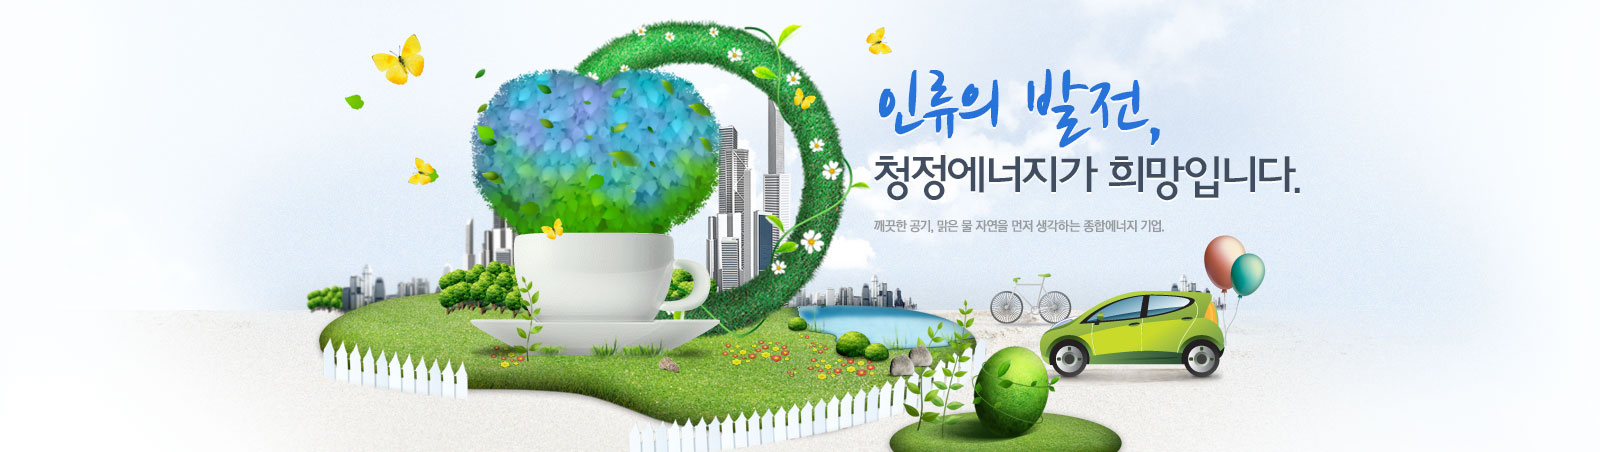 인류의 발전,
청정에너지가 희망입니다.
깨끗한 공기, 맑은 물 자연을 먼저 생각하는 종합에너지 기업.